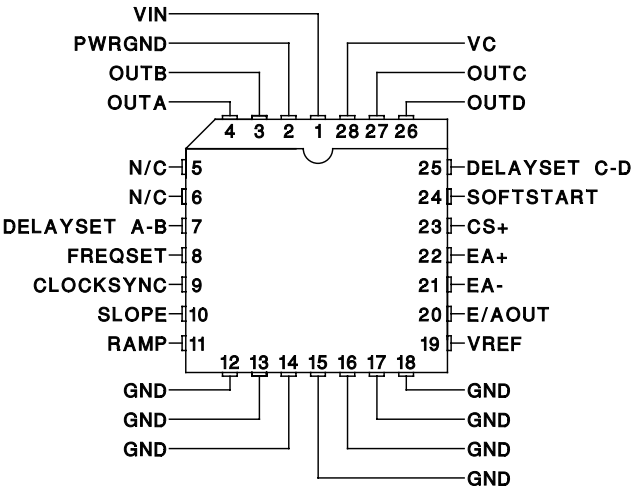 VIN
PWRGND VC
OUTB OUTC
OUTA OUTD
4 3 2 1 28 27 26
N/C 5 25 DELAYSET C-D
N/C 6 24 SOFTSTART
DELAYSET A-B 7 23 CS+
FREQSET 8 22 EA+
CLOCKSYNC 9 21 EA-
SLOPE 10 20 E/AOUT
RAMP 11 19 VREF
12 13 14 15 16 17 18
GND GND
GND GND
GND GND
GND